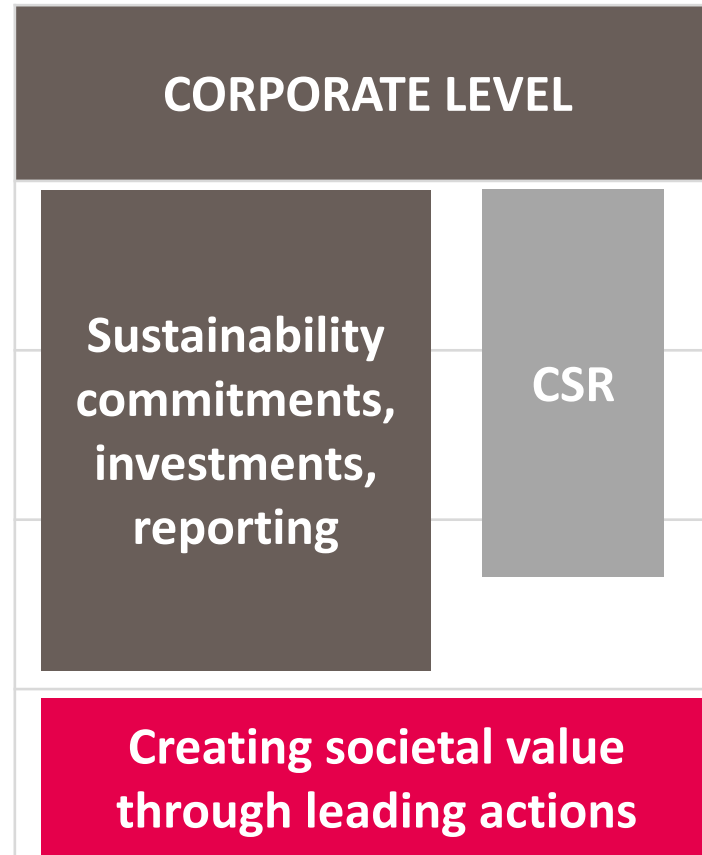 CORPORATE LEVEL
Sustainability
commitments,
investments,
reporting
CSR
Creating societal value
through leading actions